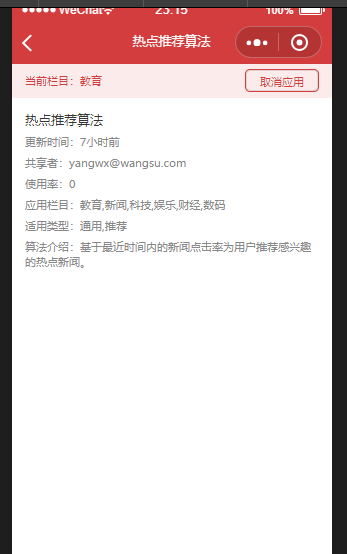 WeChat 23:15 100%
热点推荐算法
当前栏目：教育 取消应用
热点推荐算法
更新时间：7小时前
共享者：yangwx@wangsu.com
使用率：0
应用栏目：教育,新闻,科技,娱乐,财经,数码
适用类型：通用,推荐
算法介绍：基于最近时间内的新闻点击率为用户推荐感兴趣
的热点新闻。